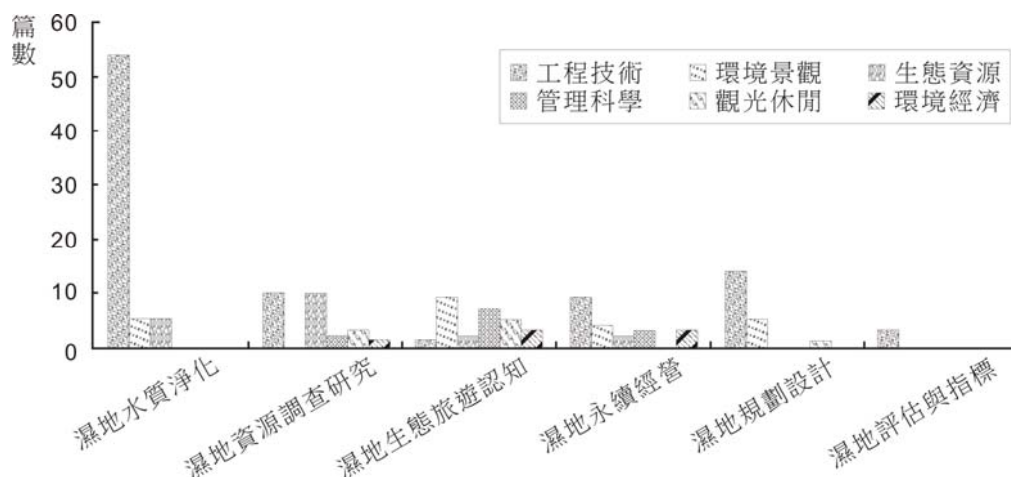 篇數
60
50
40
30
20
10
0
工程技術 環境景觀 生態資源
管理科學 觀光休閒 環境經濟
濕地水質淨化
濕地資源調查研究
濕地生態旅遊認知
濕地永續經營
濕地規劃設計
濕地評估與指標